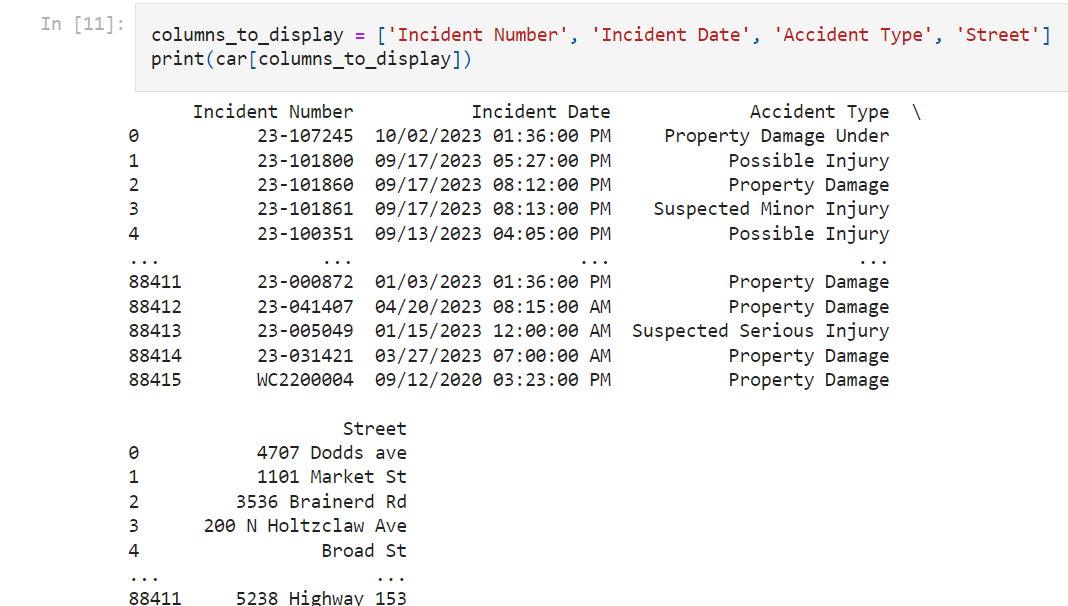 In [11]:
columns_to_display = ['Incident Number', 'Incident Date', 'Accident Type', 'Street']
print(car[columns_to_display])
Incident Number Incident Date Accident Type \
0 23-107245 10/02/2023 01:36:00 PM Property Damage Under
1 23-101800 09/17/2023 05:27:00 PM Possible Injury
2 23-101860 09/17/2023 08:12:00 PM Property Damage
3 23-101861 09/17/2023 08:13:00 PM Suspected Minor Injury
4 23-100351 09/13/2023 04:05:00 PM Possible Injury
... ... ... ...
88411 23-000872 01/03/2023 01:36:00 PM Property Damage
88412 23-041407 04/20/2023 08:15:00 AM Property Damage
88413 23-005049 01/15/2023 12:00:00 AM Suspected Serious Injury
88414 23-031421 03/27/2023 07:00:00 AM Property Damage
88415 WC2200004 09/12/2020 03:23:00 PM Property Damage
Street
0 4707 Dodds ave
1 1101 Market St
2 3536 Brainerd Rd
3 200 N Holtzclaw Ave
4 Broad St
... ...
88411 5238 Highway 153